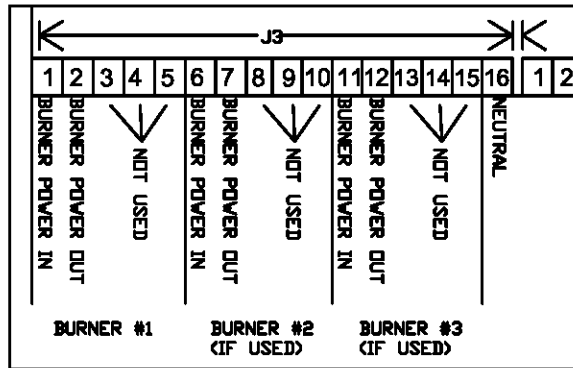 J3
1 2 3 4 5 6 7 8 9 10 11 12 13 14 15 16 1 2
BURNER POWER IN
BURNER POWER OUT
NOT USED
BURNER POWER IN
BURNER POWER OUT
NOT USED
BURNER POWER IN
BURNER POWER OUT
NOT USED
NEUTRAL
BURNER #1
BURNER #2
(IF USED)
BURNER #3
(IF USED)